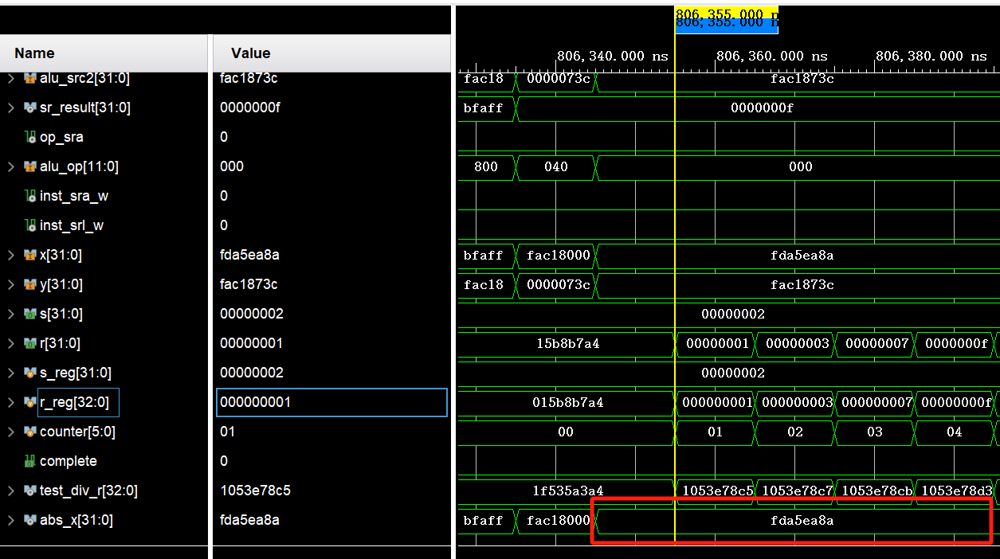 806,355.000 n
806,355.000 n
Name Value 806,340.000 ns 806,360.000 ns 806,380.000 ns
alu_src2[31:0] fac1873c fac18 0000073c fac1873c
sr_result[31:0] 0000000f bfaff 0000000f
op_sra 0
alu_op[11:0] 000 800 040 000
inst_sra_w 0
inst_srl_w 0
x[31:0] fda5ea8a bfaff fac18000 fda5ea8a
y[31:0] fac1873c fac18 0000073c fac1873c
s[31:0] 00000002 00000002
r[31:0] 00000001 15b8b7a4 00000001 00000003 00000007 0000000f
s_reg[31:0] 00000002 00000002
r_reg[32:0] 000000001 015b8b7a4 000000001 000000003 000000007 00000000f
counter[5:0] 01 00 01 02 03 04
complete 0
test_div_r[32:0] 1053e78c5 1f535a3a4 1053e78c5 1053e78c7 1053e78cb 1053e78d3
abs_x[31:0] fda5ea8a bfaff fac18000 fda5ea8a